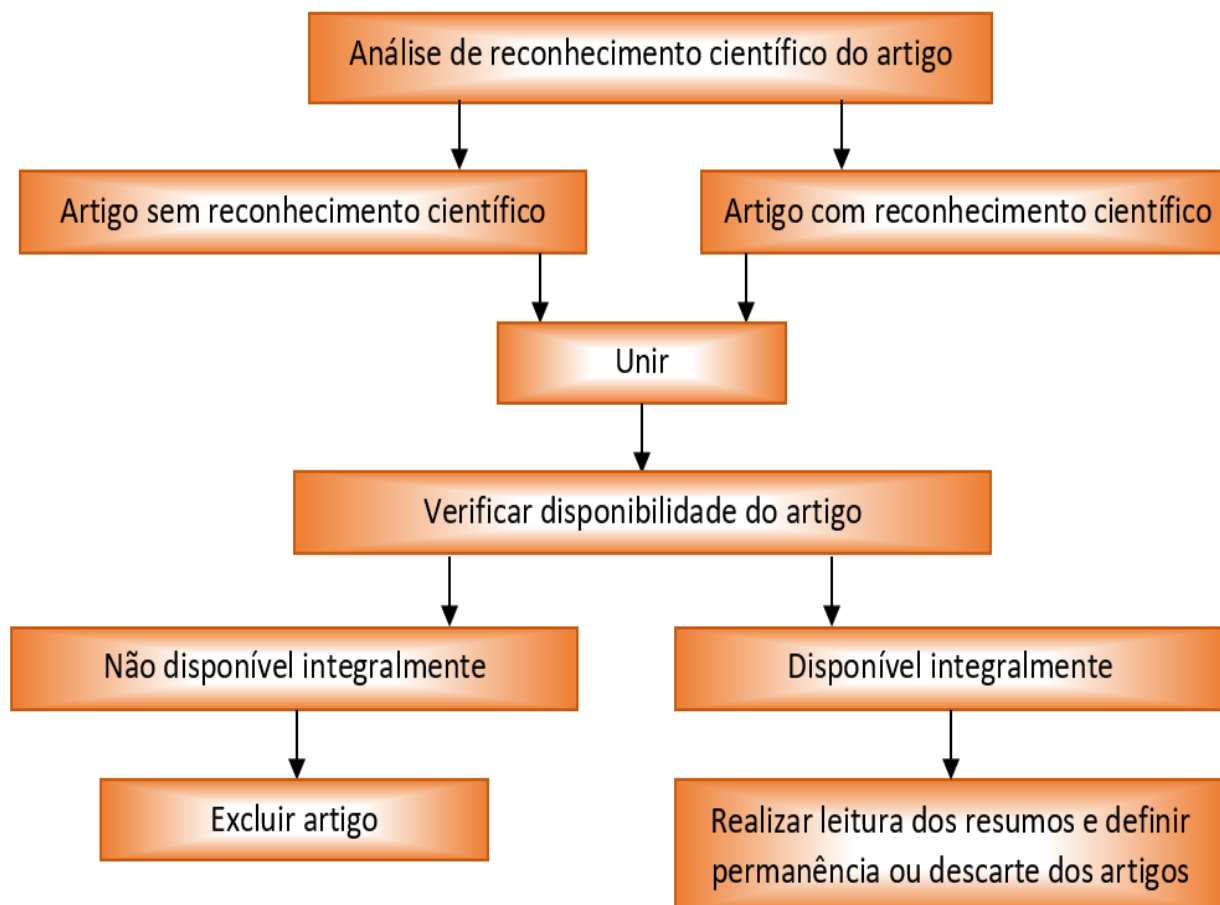 Análise de reconhecimento científico do artigo
Artigo sem reconhecimento científico
Artigo com reconhecimento científico
Unir
Verificar disponibilidade do artigo
Não disponível integralmente
Disponível integralmente
Excluir artigo
Realizar leitura dos resumos e definir
permanência ou descarte dos artigos